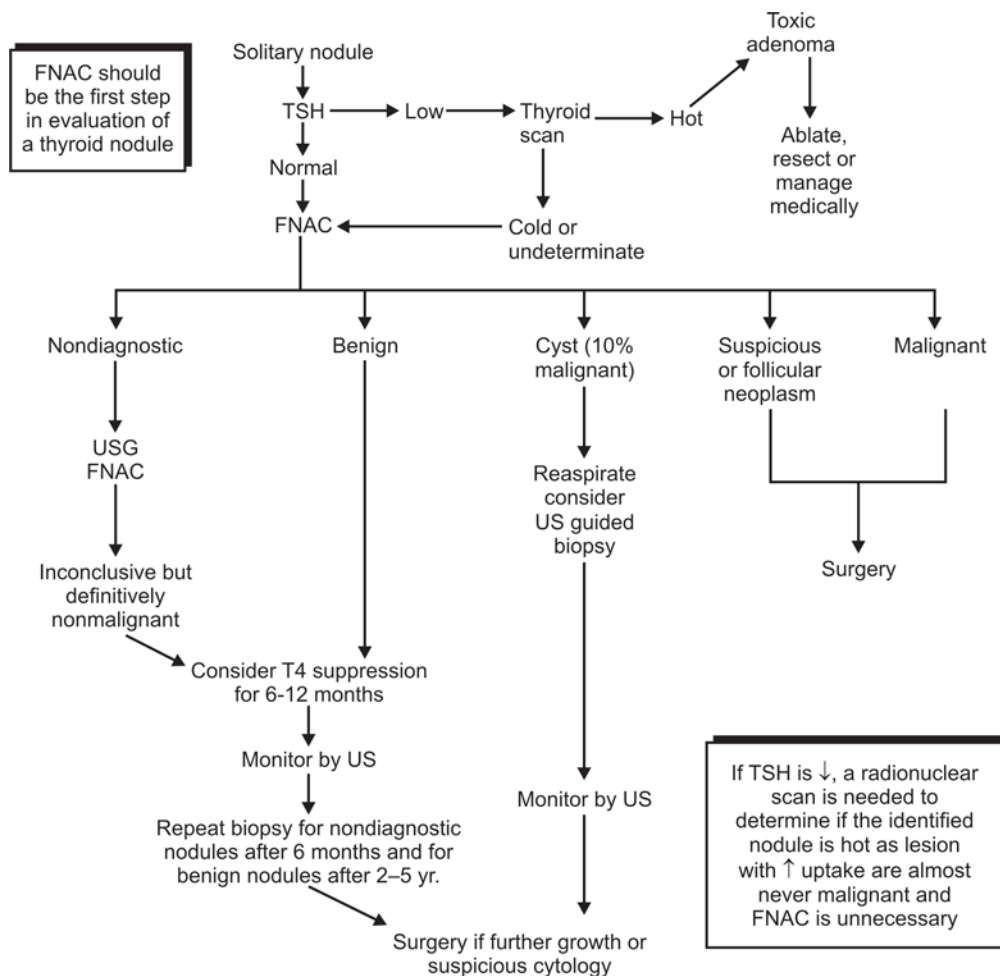 FNAC should
be the first step
in evaluation of
a thyroid nodule
Solitary nodule
TSH
Low
Thyroid
scan
Hot
Toxic
adenoma
Ablate,
resect or
manage
medically
Normal
FNAC
Cold or
undeterminate
Nondiagnostic
Benign
Cyst (10%
malignant)
Suspicious
or follicular
neoplasm
Malignant
USG
FNAC
Reaspirate
consider
US guided
biopsy
Surgery
Inconclusive but
definitively
nonmalignant
Consider T4 suppression
for 6-12 months
Monitor by US
Monitor by US
Repeat biopsy for nondiagnostic
nodules after 6 months and for
benign nodules after 2–5 yr.
Surgery if further growth or
suspicious cytology
If TSH is ↓, a radionuclear
scan is needed to
determine if the identified
nodule is hot as lesion
with ↑ uptake are almost
never malignant and
FNAC is unnecessary